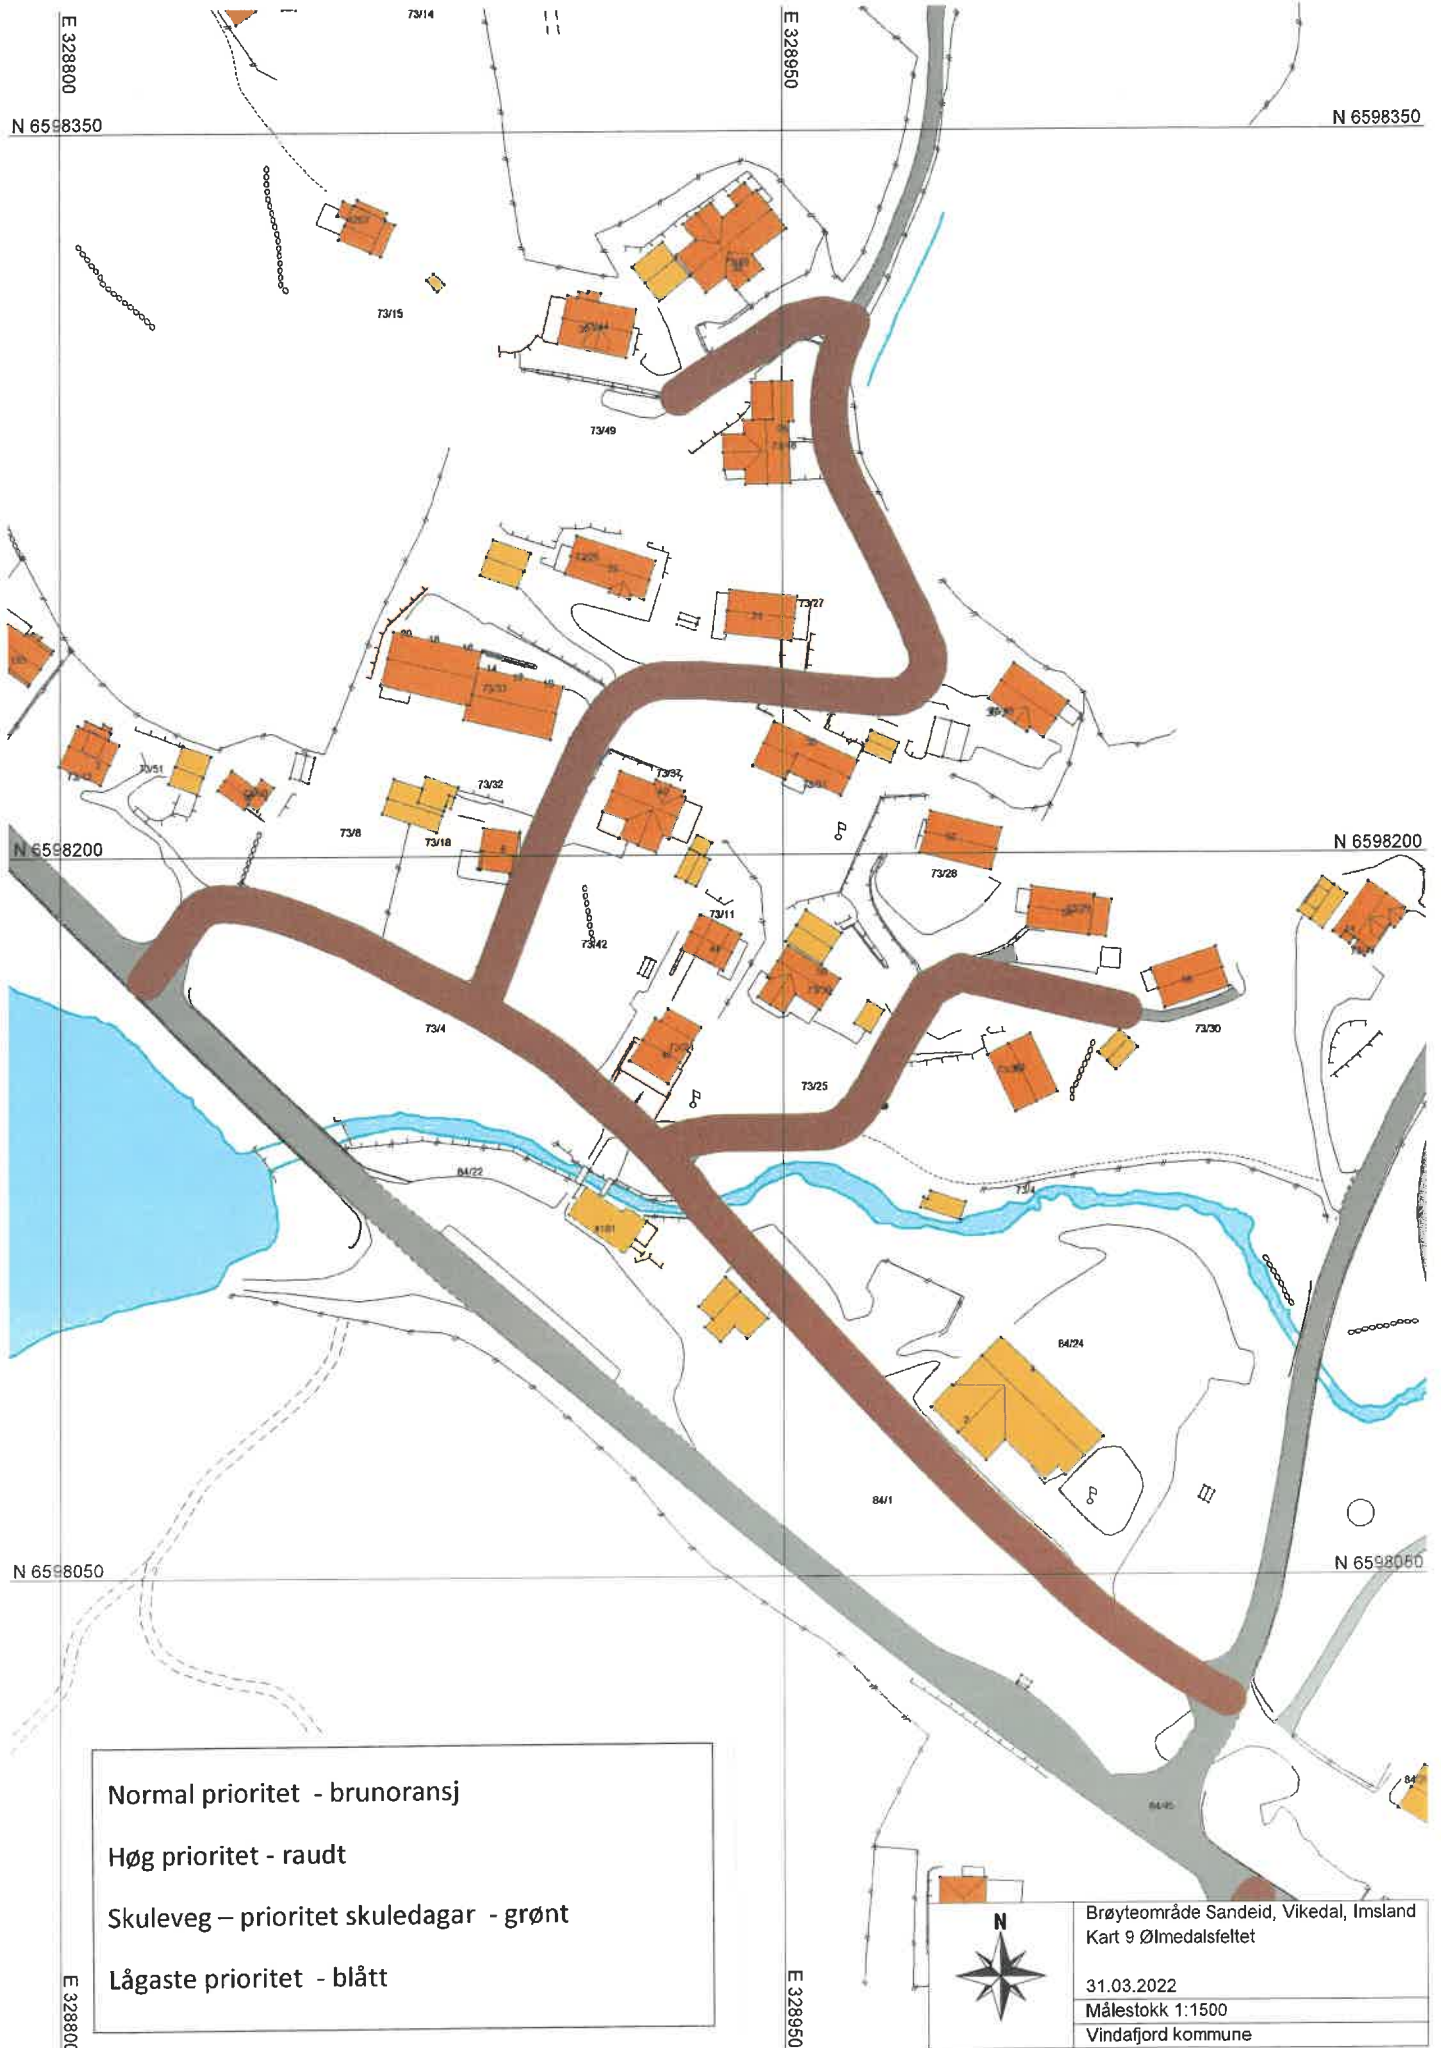 73/14
E 328800
E 328950
N 6598350
N 6598350
73/15
73/49
73/27
73/51
73/32
73/37
73/8
73/18
N 6598200
N 6598200
73/28
73/11
73/42
73/4
73/25
73/30
84/22
73/4
84/24
84/1
N 6598050
N 6598050
84/45
Normal prioritet - brunoransj
Høg prioritet - raudt
Skuleveg – prioritet skuledagar - grønt
Lågaste prioritet - blått
E 328800
E 328950
N
Brøyteområde Sandeid, Vikedal, Imsland
Kart 9 Ølmedalsfeltet
31.03.2022
Målestokk 1:1500
Vindafjord kommune